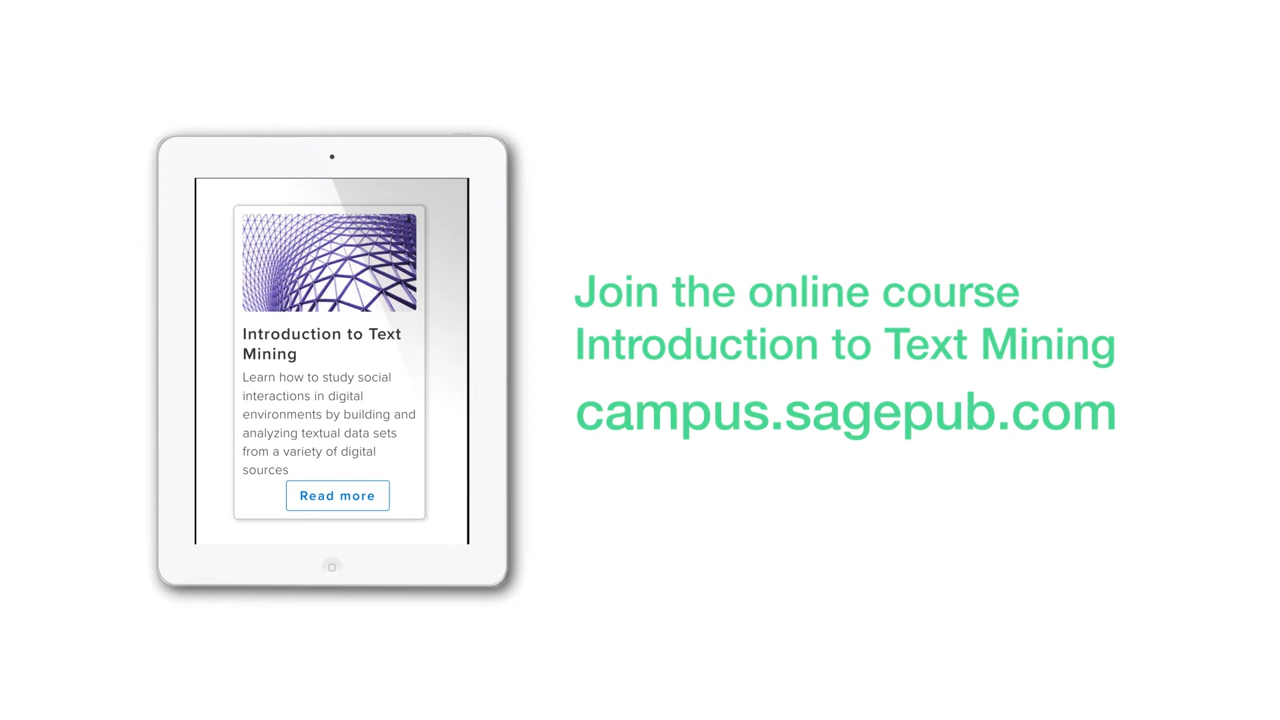 Introduction to Text
Mining
Learn how to study social
interactions in digital
environments by building and
analyzing textual data sets
from a variety of digital
sources
Read more
Join the online course
Introduction to Text Mining
campus.sagepub.com